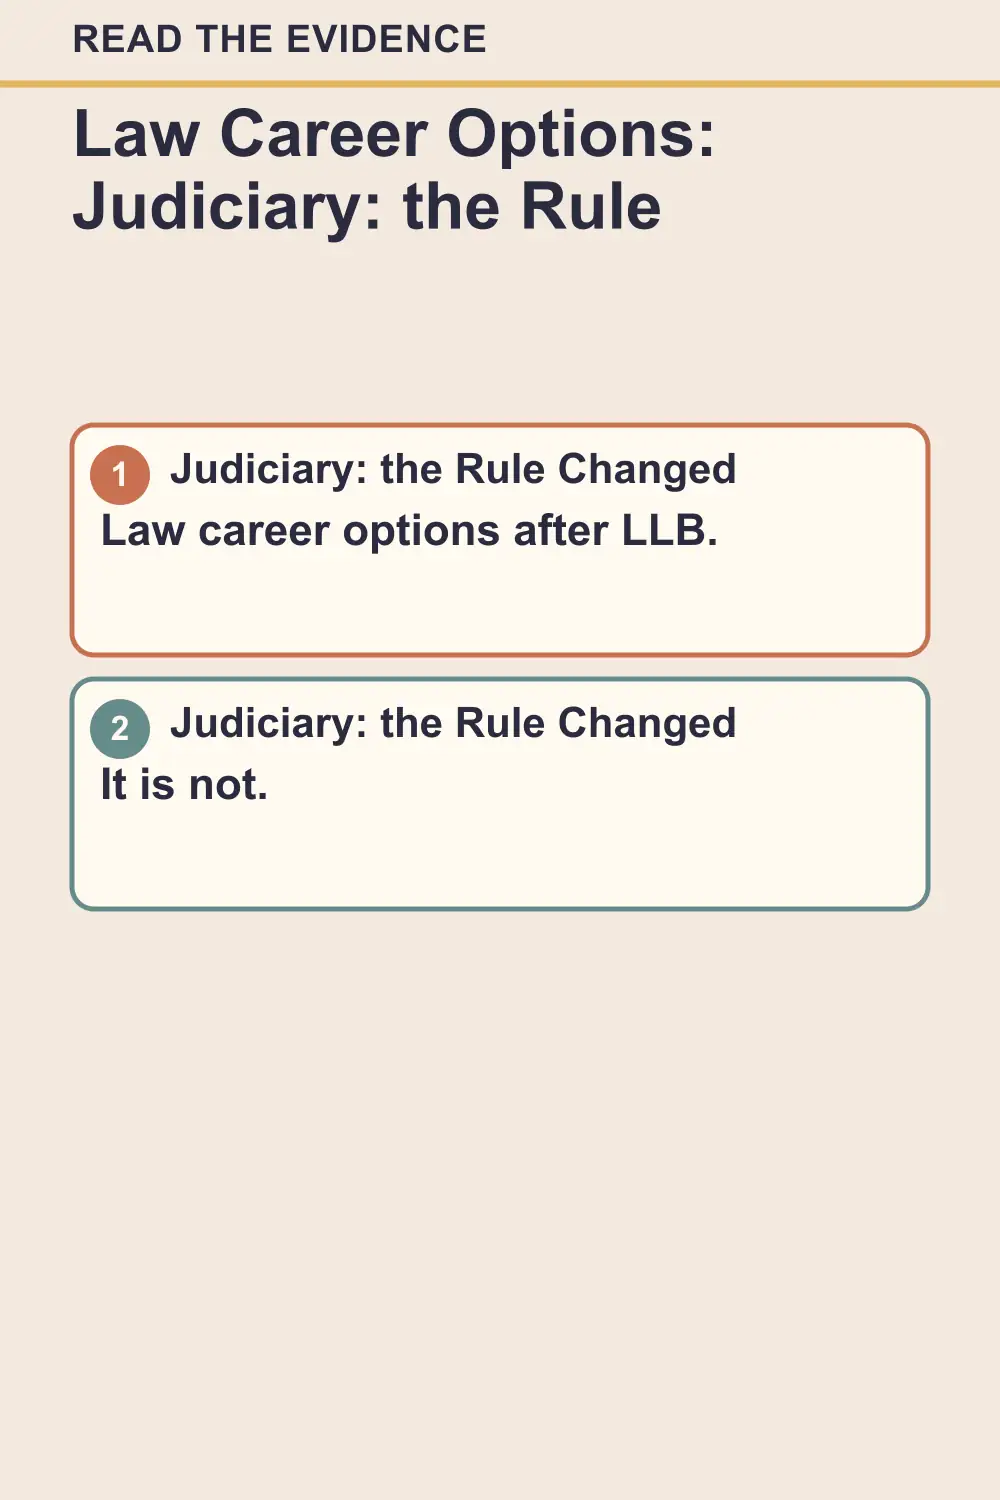 READ THE EVIDENCE
Law Career Options:
Judiciary: the Rule
1 Judiciary: the Rule Changed
Law career options after LLB.
2 Judiciary: the Rule Changed
It is not.